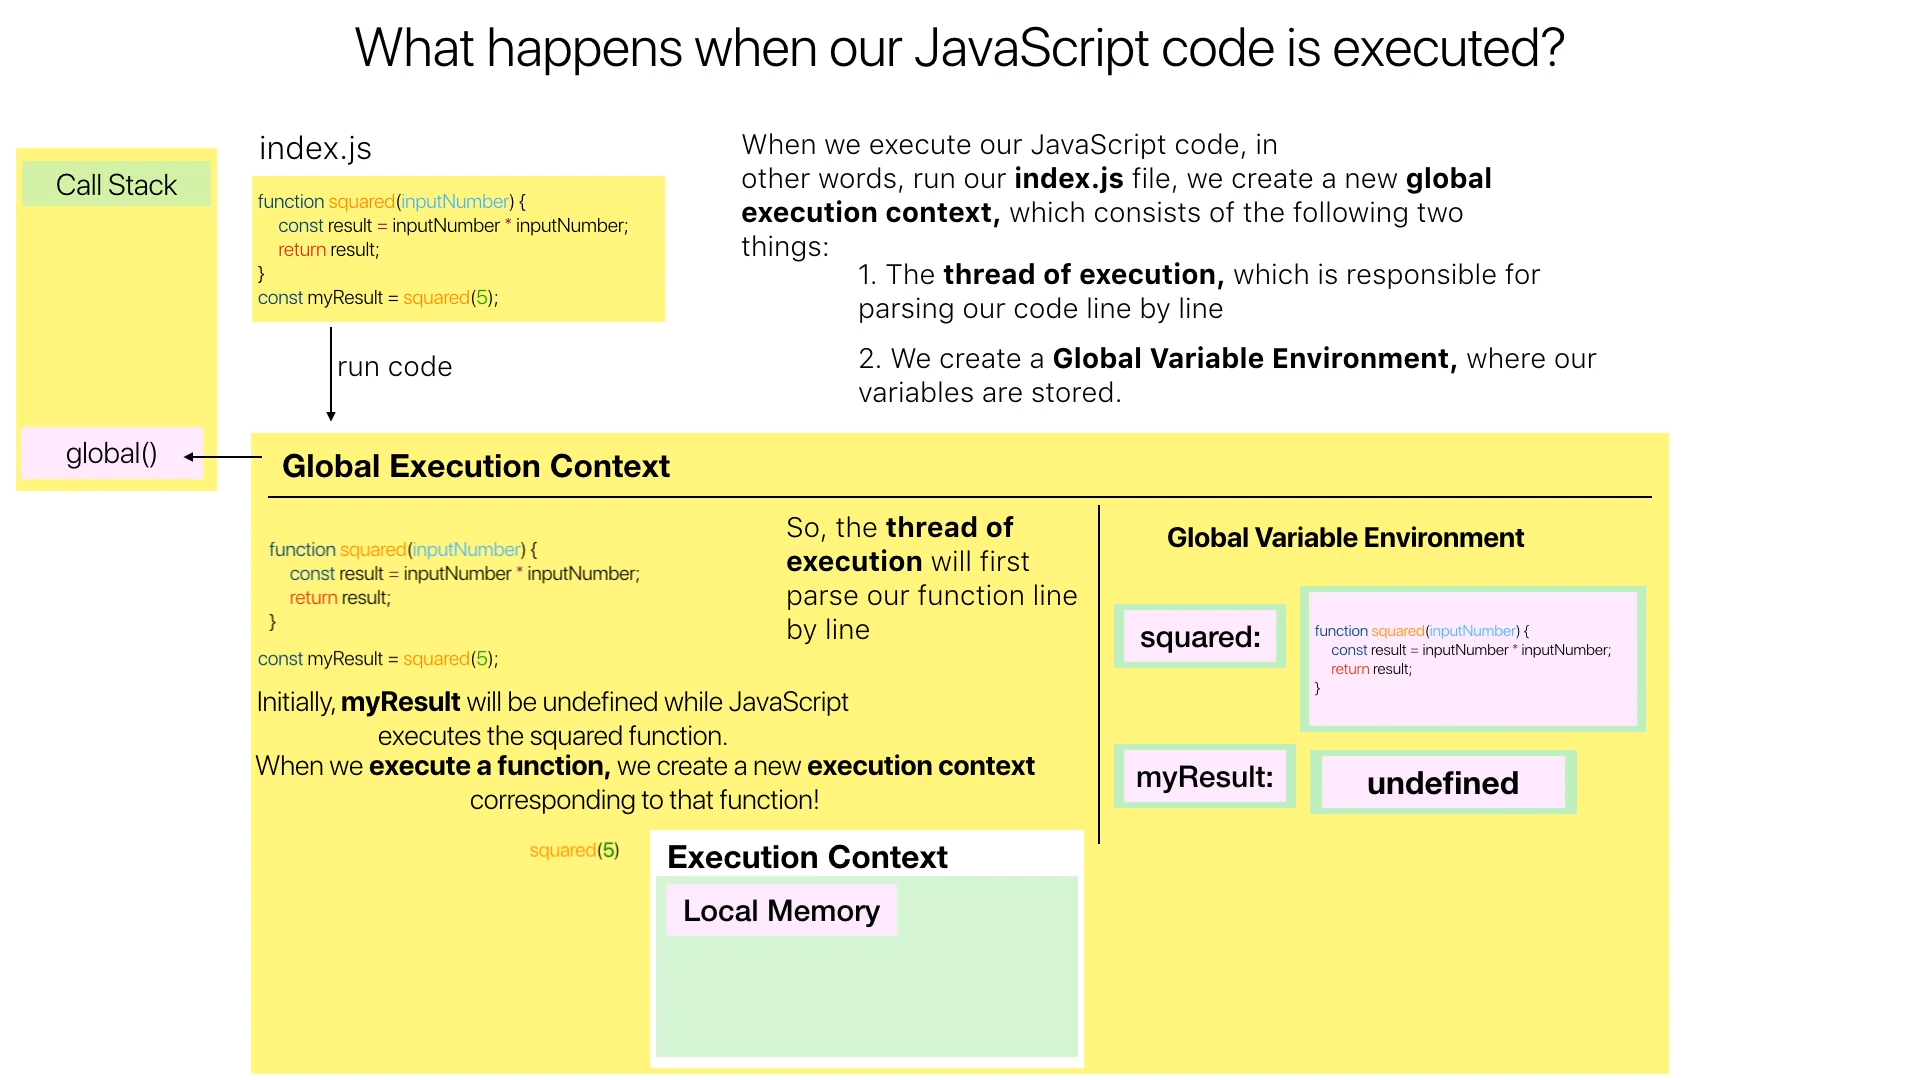 What happens when our JavaScript code is executed?
Call Stack
global()
index.js
function squared(inputNumber) {
const result = inputNumber * inputNumber;
return result;
}
const myResult = squared(5);
run code
When we execute our JavaScript code, in
other words, run our index.js file, we create a new global
execution context, which consists of the following two
things:
1. The thread of execution, which is responsible for
parsing our code line by line
2. We create a Global Variable Environment, where our
variables are stored.
Global Execution Context
function squared(inputNumber) {
const result = inputNumber * inputNumber;
return result;
}
const myResult = squared(5);
So, the thread of
execution will first
parse our function line
by line
Initially, myResult will be undefined while JavaScript
executes the squared function.
When we execute a function, we create a new execution context
corresponding to that function!
squared(5)
Execution Context
Local Memory
Global Variable Environment
squared:
function squared(inputNumber) {
const result = inputNumber * inputNumber;
return result;
}
myResult:
undefined